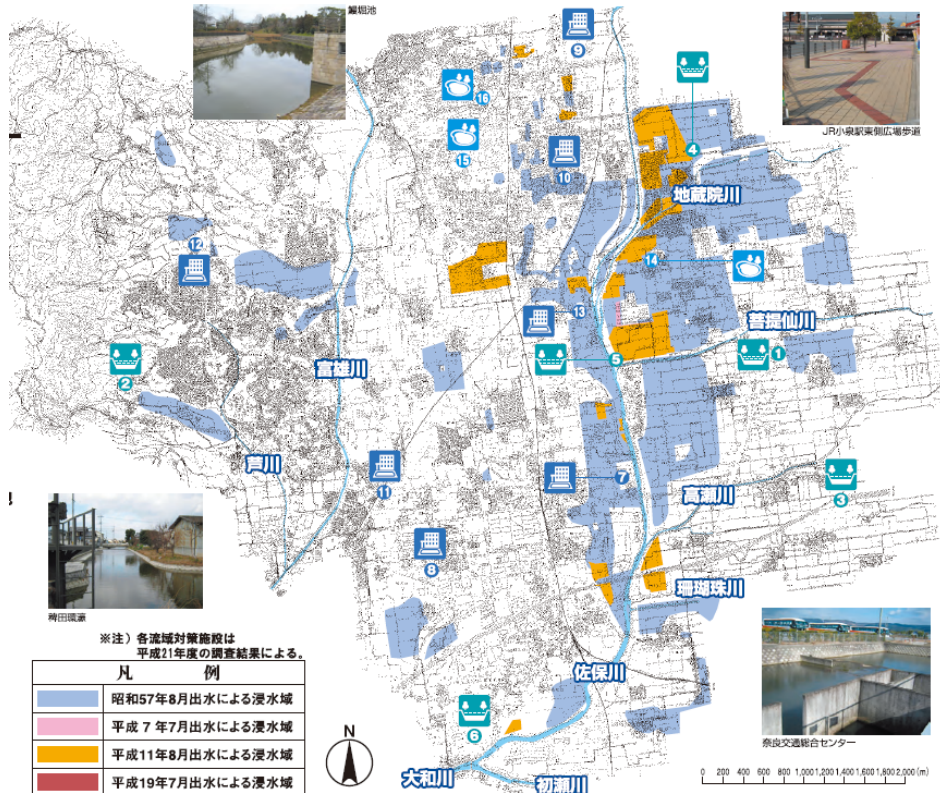 鰻堀池
JR小泉駅東側広場歩道
⑨
⑯
④
⑮
⑩
地蔵院川
⑫
⑭
⑬
菩提仙川
⑤
①
②
富雄川
芦川
⑪
⑦
高瀬川
③
⑧
珊瑚珠川
稗田環濠
※注）各流域対策施設は
平成21年度の調査結果による。
凡 例
昭和57年8月出水による浸水域
平成 7 年7月出水による浸水域
平成11年8月出水による浸水域
平成19年7月出水による浸水域
佐保川
⑥
N
大和川
初瀬川
奈良交通総合センター
0 200 400 600 800 1,000 1,200 1,400 1,600 1,800 2,000 (m)